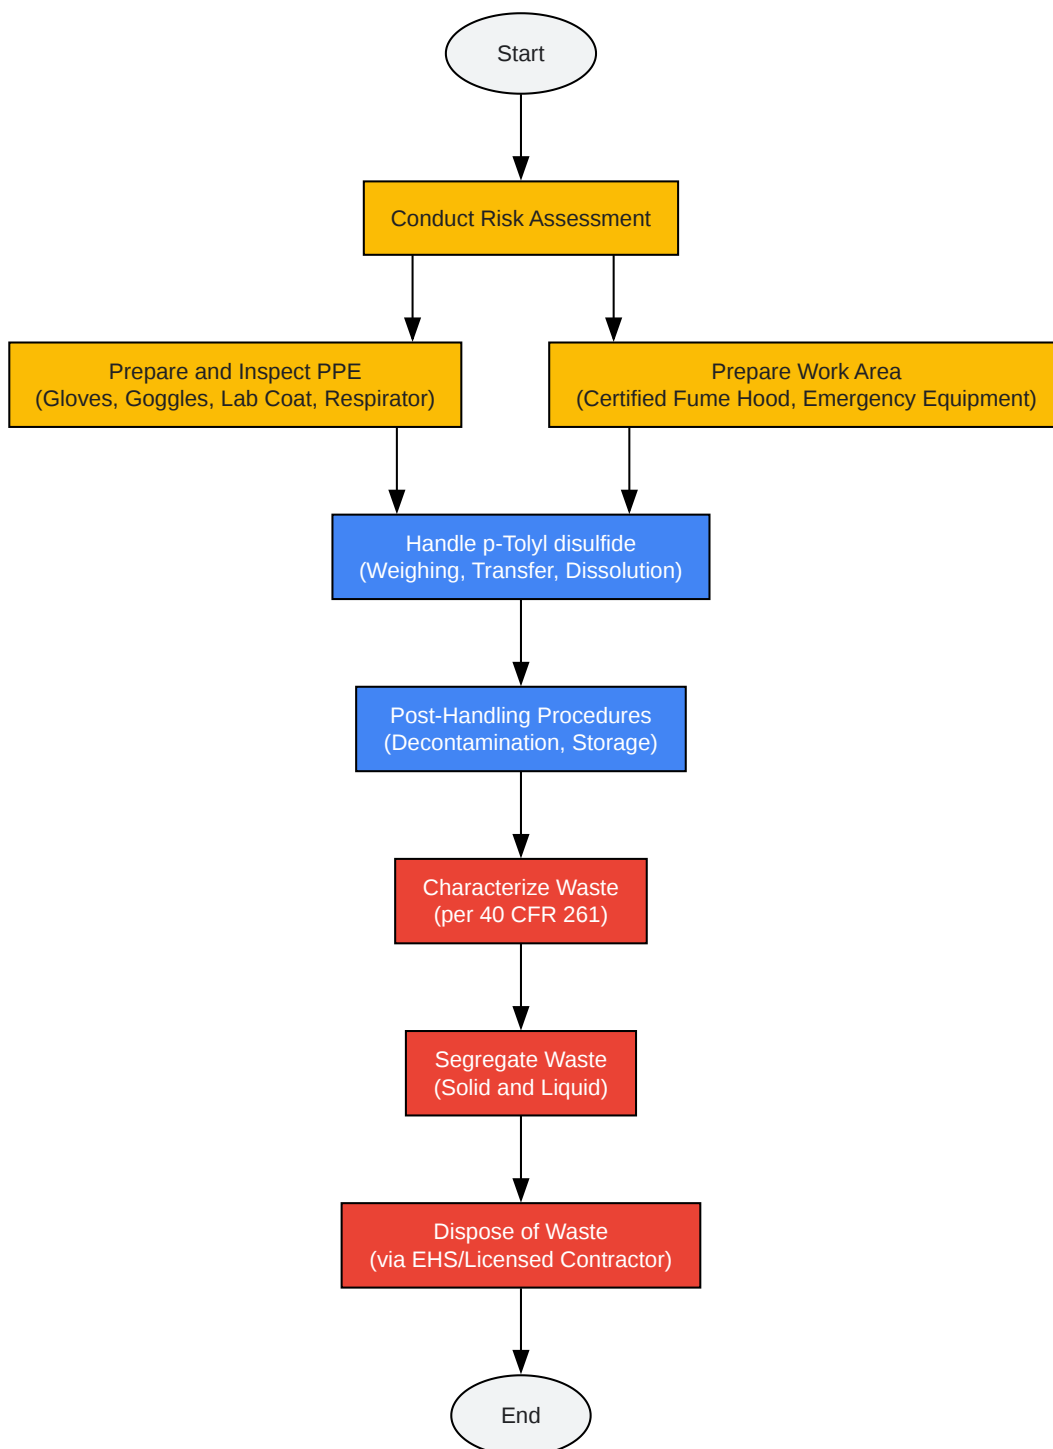 Start
Conduct Risk Assessment
Prepare and Inspect PPE
(Gloves, Goggles, Lab Coat, Respirator)
Prepare Work Area
(Certified Fume Hood, Emergency Equipment)
Handle p-Tolyl disulfide
(Weighing, Transfer, Dissolution)
Post-Handling Procedures
(Decontamination, Storage)
Characterize Waste
(per 40 CFR 261)
Segregate Waste
(Solid and Liquid)
Dispose of Waste
(via EHS/Licensed Contractor)
End